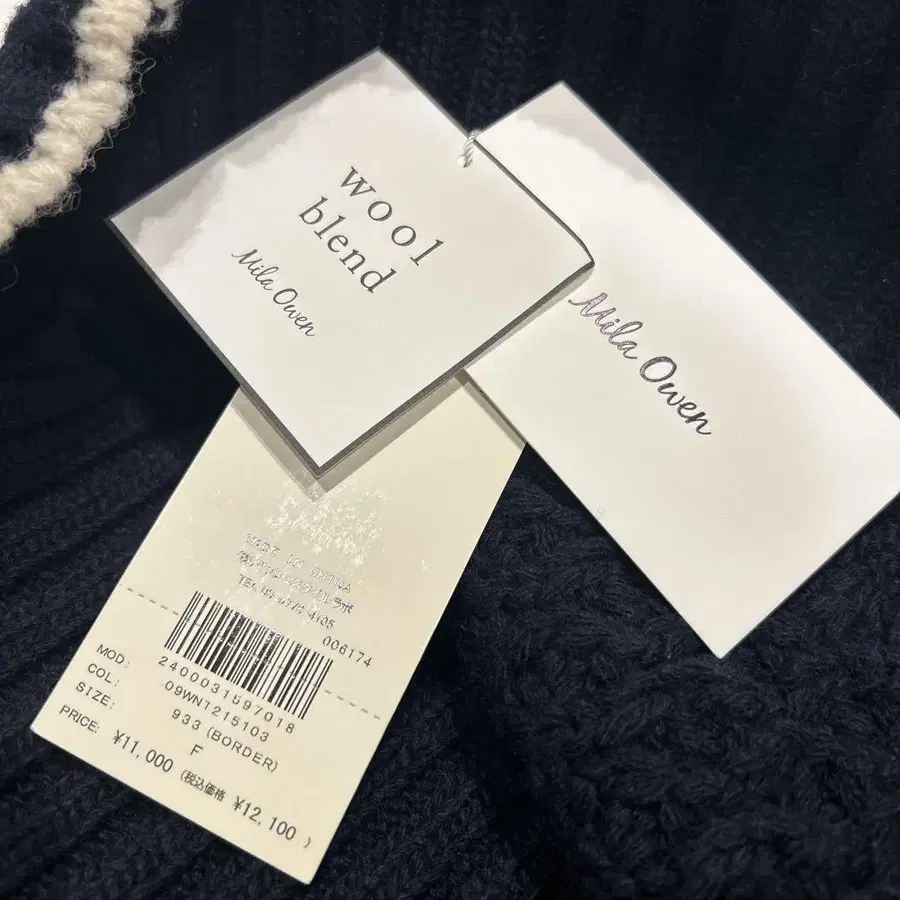 wool
blend
Mila Owen
Mila Owen
MADE IN CHINA
TEL
006174
2400031597018
MOD: 09WNT215103
COL: 933 (BORDER)
SIZE: F
PRICE: ¥11,000 (税込価格 ¥12,100 )